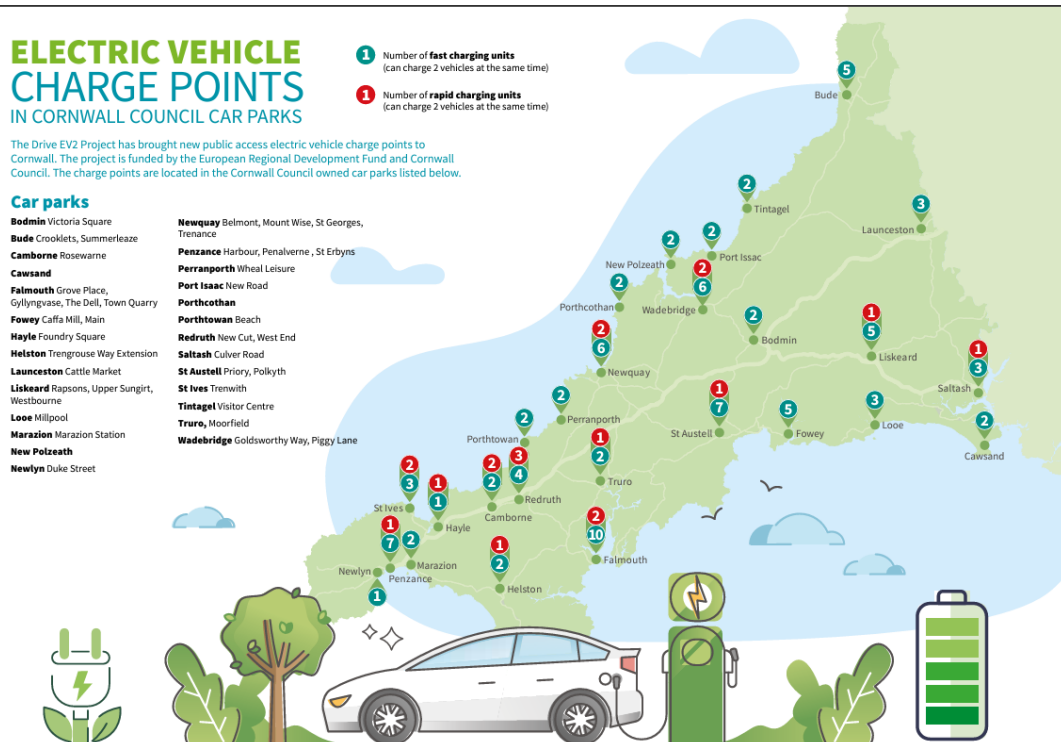 ELECTRIC VEHICLE
CHARGE POINTS
IN CORNWALL COUNCIL CAR PARKS
1 Number of fast charging units
(can charge 2 vehicles at the same time)
1 Number of rapid charging units
(can charge 2 vehicles at the same time)
The Drive EV2 Project has brought new public access electric vehicle charge points to
Cornwall. The project is funded by the European Regional Development Fund and Cornwall
Council. The charge points are located in the Cornwall Council owned car parks listed below.
Car parks
Bodmin Victoria Square
Bude Crooklets, Summerleaze
Camborne Rosewarne
Cawsand
Falmouth Grove Place,
Gyllyngvase, The Dell, Town Quarry
Fowey Caffa Mill, Main
Hayle Foundry Square
Helston Trengrouse Way Extension
Launceston Cattle Market
Liskeard Rapsons, Upper Sungirt,
Westbourne
Looe Millpool
Marazion Marazion Station
New Polzeath
Newlyn Duke Street
Newquay Belmont, Mount Wise, St Georges,
Trenance
Penzance Harbour, Penalverne , St Erbyns
Perranporth Wheal Leisure
Port Isaac New Road
Porthcothan
Porthtowan Beach
Redruth New Cut, West End
Saltash Culver Road
St Austell Priory, Polkyth
St Ives Trenwith
Tintagel Visitor Centre
Truro, Moorfield
Wadebridge Goldsworthy Way, Piggy Lane
5
Bude
2
Tintagel
3
Launceston
2
Port Issac
2
New Polzeath
2
6
Wadebridge
2
Porthcothan
2
Bodmin
1
5
Liskeard
2
6
Newquay
1
3
Saltash
1
7
St Austell
5
Fowey
3
Looe
2
Cawsand
2
Perranporth
2
Porthtowan
1
2
Truro
3
4
Redruth
2
2
Camborne
2
3
St Ives
1
1
Hayle
2
10
Falmouth
1
7
Penzance
2
Marazion
1
2
Helston
Newlyn
1